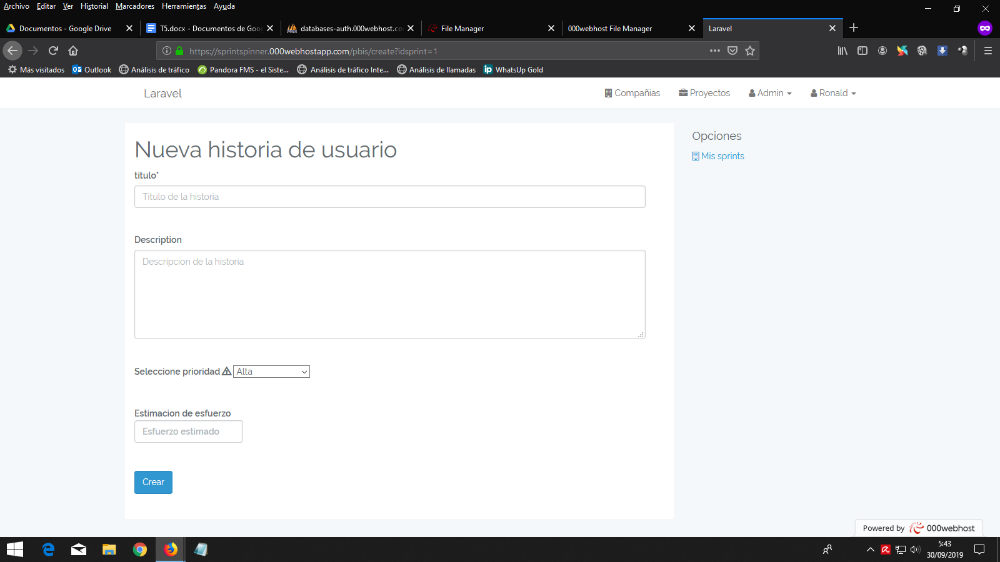 Archivo Editar Ver Historial Marcadores Herramientas Ayuda
Documentos - Google Drive T5.docx - Documentos de Goo databases-auth.000webhost.co File Manager 000webhost File Manager Laravel
https://sprintspinner.000webhostapp.com/pbis/create?idsprint=1
Más visitados Outlook Análisis de tráfico Pandora FMS - el Siste... Análisis de tráfico Inte... Análisis de llamadas WhatsUp Gold
Laravel Compañias Proyectos Admin Ronald
Nueva historia de usuario
Opciones
Mis sprints
titulo*
Titulo de la historia
Description
Descripcion de la historia
Seleccione prioridad Alta
Estimacion de esfuerzo
Esfuerzo estimado
Crear
Powered by 000webhost
5:43
30/09/2019